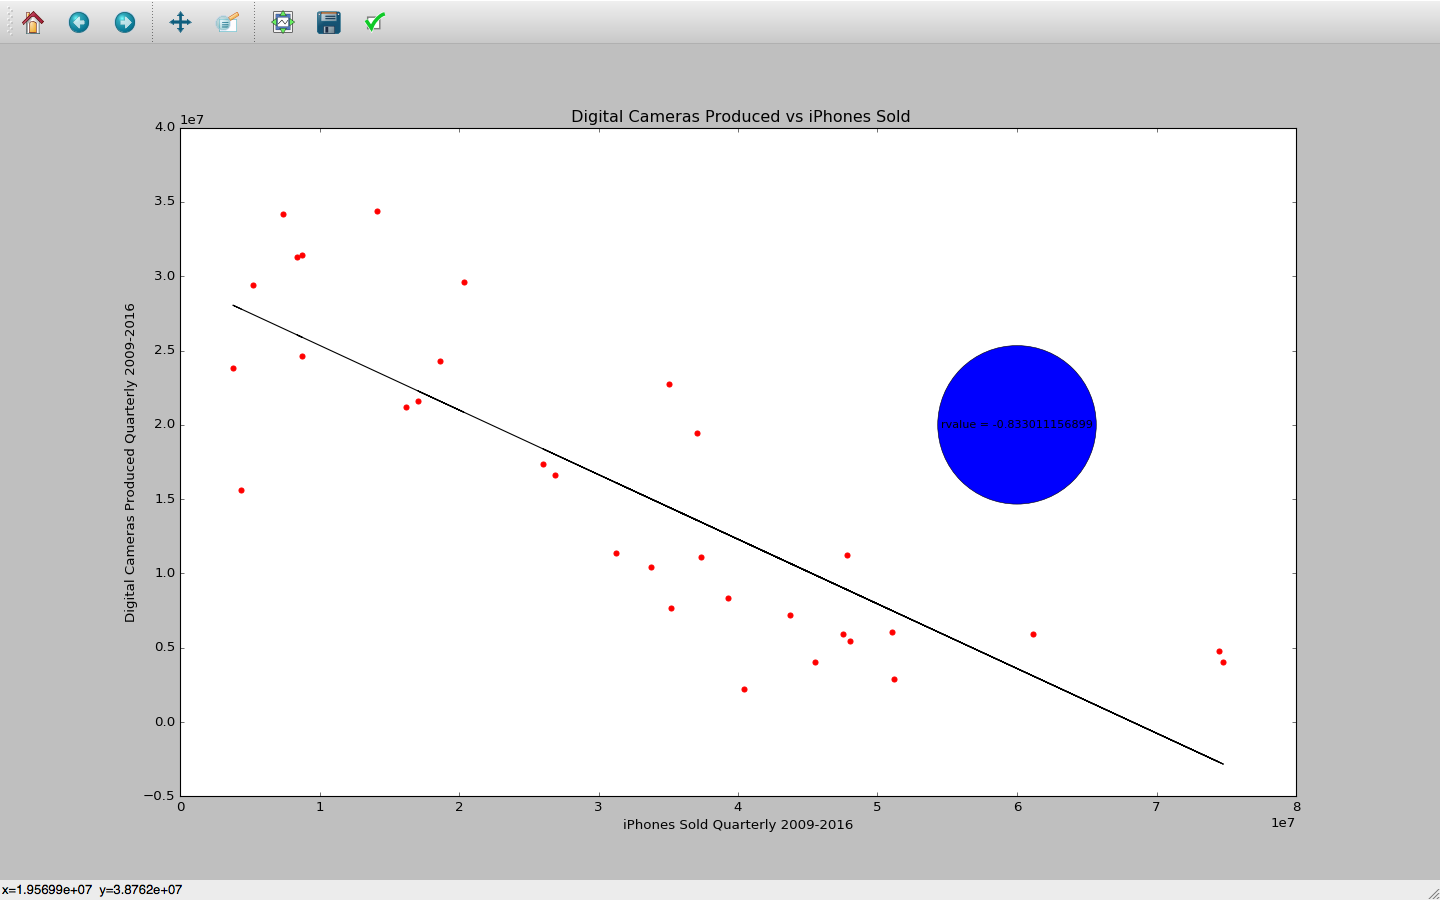 Digital Cameras Produced vs iPhones Sold
1e7
4.0
3.5
3.0
2.5
2.0
1.5
1.0
0.5
0.0
−0.5
Digital Cameras Produced Quarterly 2009-2016
rvalue = -0.833011156899
0 1 2 3 4 5 6 7 8
1e7
iPhones Sold Quarterly 2009-2016
x=1.95699e+07 y=3.8762e+07